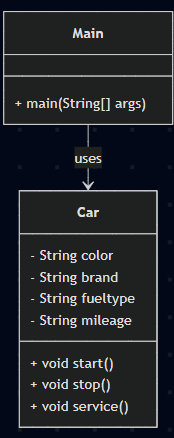 Main
+ main(String[] args)
uses
Car
- String color
- String brand
- String fueltype
- String mileage
+ void start()
+ void stop()
+ void service()